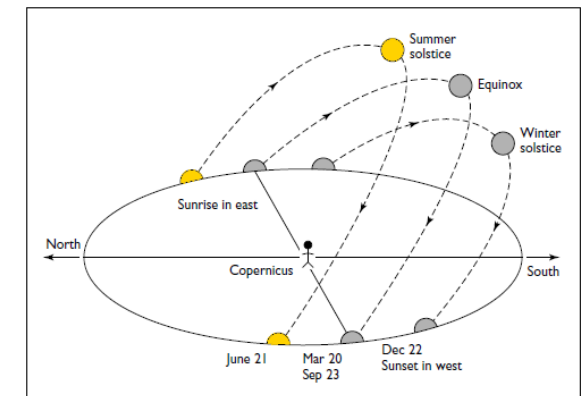 Summer
solstice
Equinox
Winter
solstice
Sunrise in east
North
Copernicus
South
June 21
Mar 20
Sep 23
Dec 22
Sunset in west